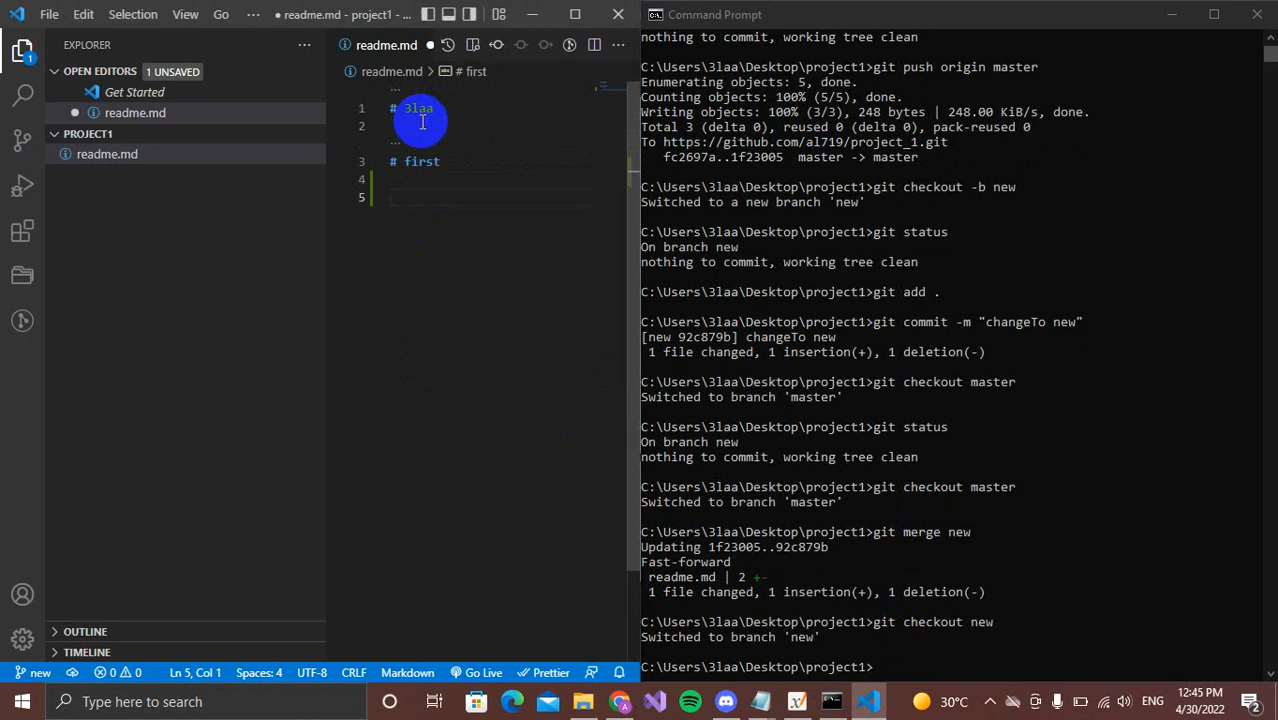 File Edit Selection View Go ··· ● readme.md - project1 - ...
EXPLORER ···
OPEN EDITORS 1 UNSAVED
Get Started
readme.md
PROJECT1
readme.md
OUTLINE
TIMELINE
1
readme.md ●
readme.md > # first
...
1 # 3laa
2
...
3 # first
4
5
new 0 0 Ln 5, Col 1 Spaces: 4 UTF-8 CRLF Markdown Go Live Prettier
Command Prompt
nothing to commit, working tree clean
C:\Users\3laa\Desktop\project1>git push origin master
Enumerating objects: 5, done.
Counting objects: 100% (5/5), done.
Writing objects: 100% (3/3), 248 bytes | 248.00 KiB/s, done.
Total 3 (delta 0), reused 0 (delta 0), pack-reused 0
To https://github.com/al719/project_1.git
fc2697a..1f23005 master -> master
C:\Users\3laa\Desktop\project1>git checkout -b new
Switched to a new branch 'new'
C:\Users\3laa\Desktop\project1>git status
On branch new
nothing to commit, working tree clean
C:\Users\3laa\Desktop\project1>git add .
C:\Users\3laa\Desktop\project1>git commit -m "changeTo new"
[new 92c879b] changeTo new
1 file changed, 1 insertion(+), 1 deletion(-)
C:\Users\3laa\Desktop\project1>git checkout master
Switched to branch 'master'
C:\Users\3laa\Desktop\project1>git status
On branch new
nothing to commit, working tree clean
C:\Users\3laa\Desktop\project1>git checkout master
Switched to branch 'master'
C:\Users\3laa\Desktop\project1>git merge new
Updating 1f23005..92c879b
Fast-forward
readme.md | 2 +-
1 file changed, 1 insertion(+), 1 deletion(-)
C:\Users\3laa\Desktop\project1>git checkout new
Switched to branch 'new'
C:\Users\3laa\Desktop\project1>
Type here to search
30°C
ENG
12:45 PM
4/30/2022
2